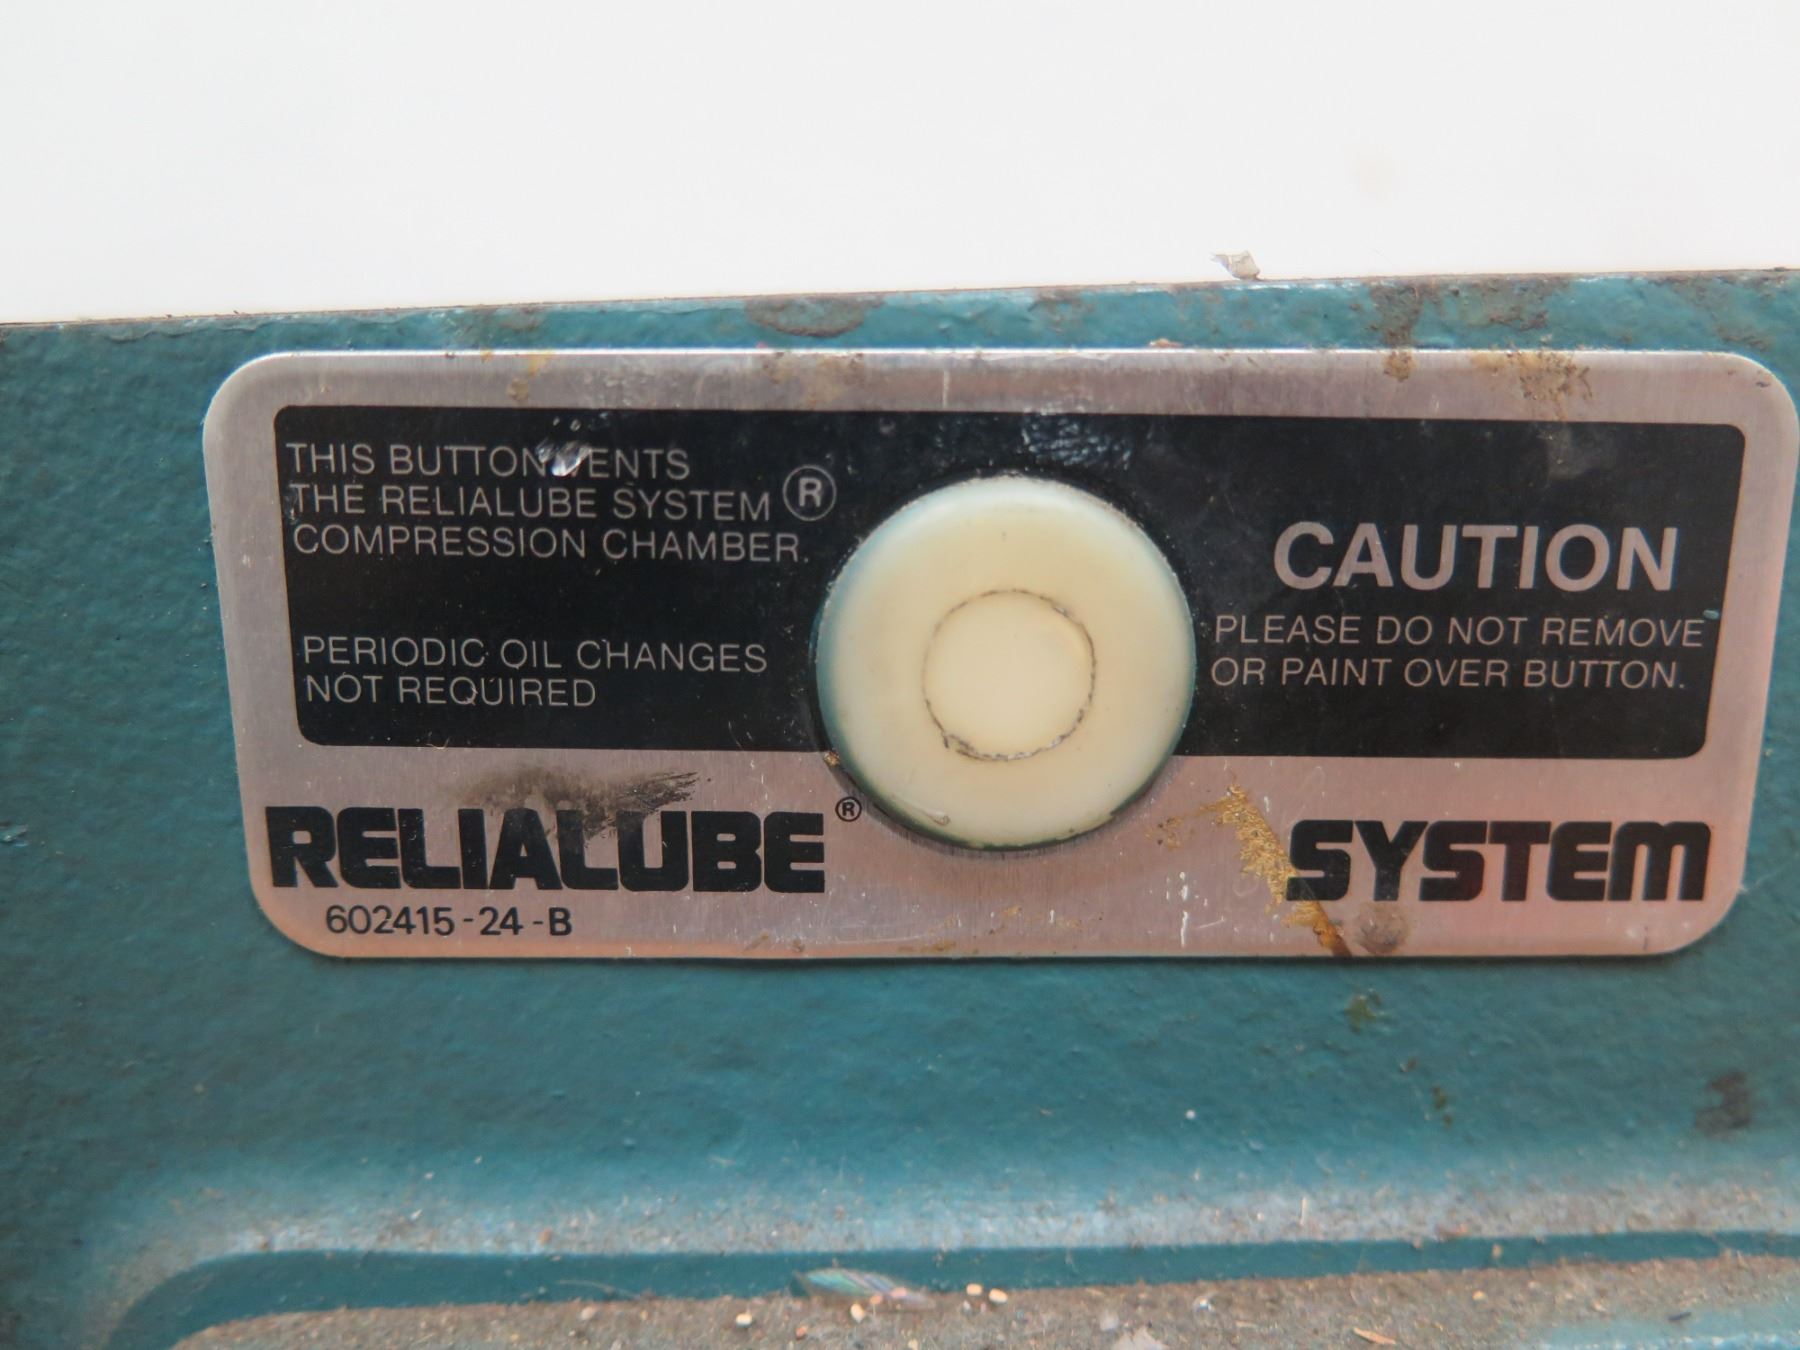 THIS BUTTON VENTS
THE RELIALUBE SYSTEM ®
COMPRESSION CHAMBER.
PERIODIC OIL CHANGES
NOT REQUIRED
CAUTION
PLEASE DO NOT REMOVE
OR PAINT OVER BUTTON.
RELIALUBE® SYSTEM
602415-24-B